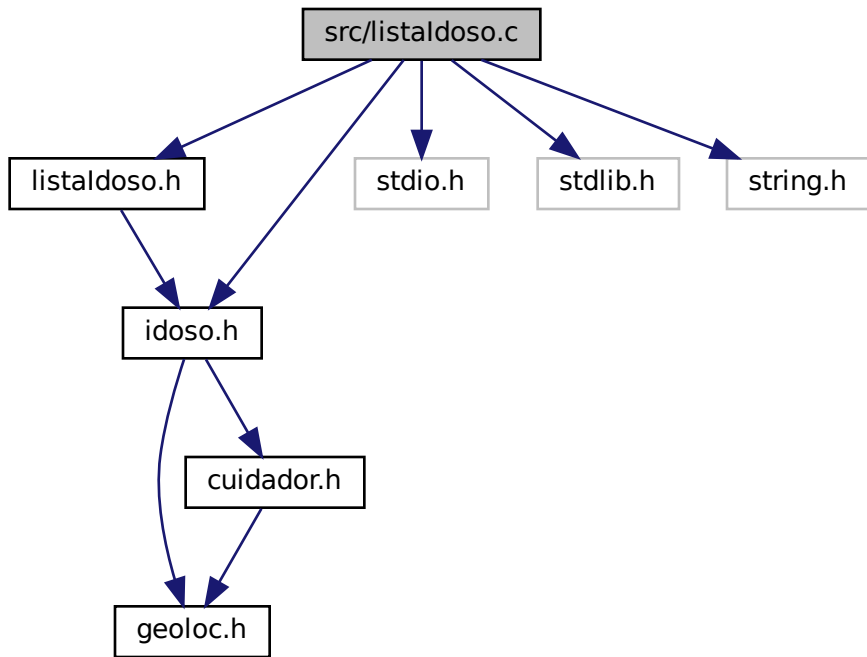 src/listaIdoso.c
listaIdoso.h
stdio.h
stdlib.h
string.h
idoso.h
cuidador.h
geoloc.h